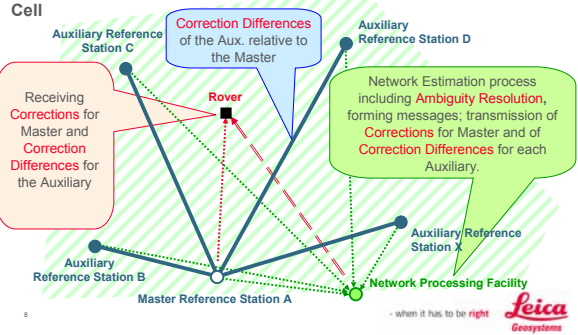 Cell
Auxiliary Reference
Station C
Correction Differences
of the Aux. relative to
the Master
Auxiliary
Reference Station D
Receiving
Corrections for
Master and
Correction
Differences for
the Auxiliary
Rover
Network Estimation process
including Ambiguity Resolution,
forming messages; transmission of
Corrections for Master and of
Correction Differences for each
Auxiliary.
Auxiliary Reference
Station X
Auxiliary
Reference Station B
Master Reference Station A
Network Processing Facility
8
- when it has to be right
Leica
Geosystems